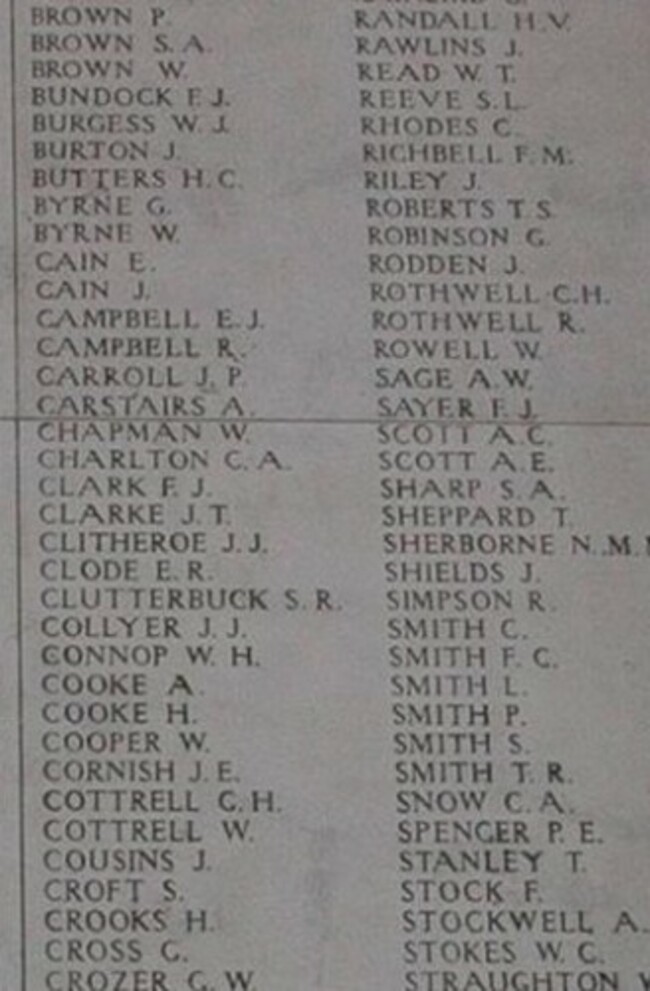 BROWN P.
BROWN S. A.
BROWN W.
BUNDOCK F. J.
BURGESS W. J.
BURTON J.
BUTTERS H. C.
BYRNE G.
BYRNE W.
CAIN E.
CAIN J.
CAMPBELL E. J.
CAMPBELL R.
CARROLL J. P.
CARSTAIRS A.
CHAPMAN W.
CHARLTON C. A.
CLARK F. J.
CLARKE J. T.
CLITHEROE J. J.
CLODE E. R.
CLUTTERBUCK S. R.
COLLYER J. J.
CONNOP W. H.
COOKE A.
COOKE H.
COOPER W.
CORNISH J. E.
COTTRELL G. H.
COTTRELL W.
COUSINS J.
CROFT S.
CROOKS H.
CROSS G.
CROZER G. W.
RANDALL H. V.
RAWLINS J.
READ W. T.
REEVE S. L.
RHODES C.
RICHBELL F. M.
RILEY J.
ROBERTS T. S.
ROBINSON G.
RODDEN J.
ROTHWELL C. H.
ROTHWELL R.
ROWELL W.
SAGE A. W.
SAYER F. J.
SCOTT A. C.
SCOTT A. E.
SHARP S. A.
SHEPPARD T.
SHERBORNE N. M.
SHIELDS J.
SIMPSON R.
SMITH C.
SMITH F. C.
SMITH L.
SMITH P.
SMITH S.
SMITH T. R.
SNOW C. A.
SPENCER P. E.
STANLEY T.
STOCK F.
STOCKWELL A.
STOKES W. G.
STRAUGHTON